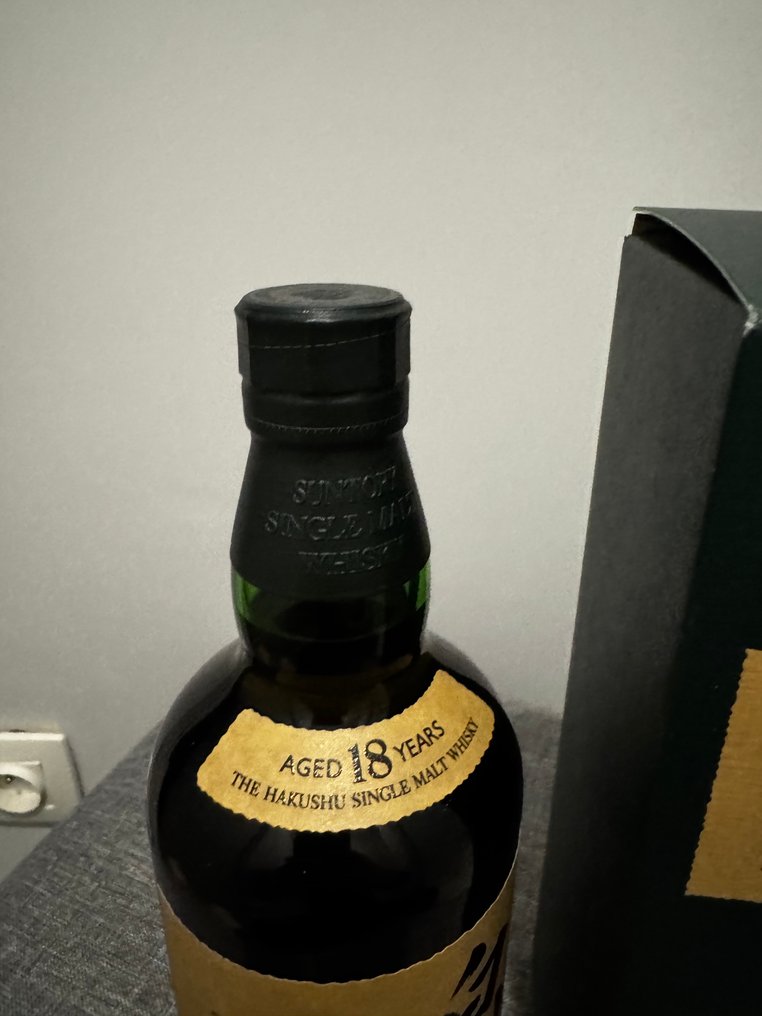 SUNTORY
SINGLE MALT
WHISKY
AGED 18 YEARS
THE HAKUSHU SINGLE MALT WHISKY